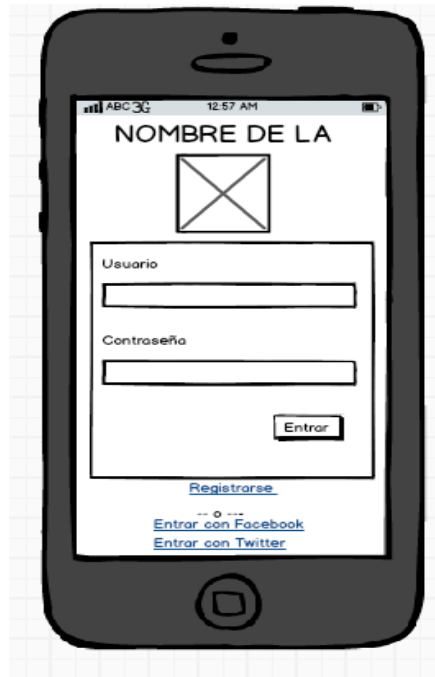 ABC 3G 12:57 AM
NOMBRE DE LA
Usuario
Contraseña
Entrar
Registrarse
-- o ---
Entrar con Facebook
Entrar con Twitter